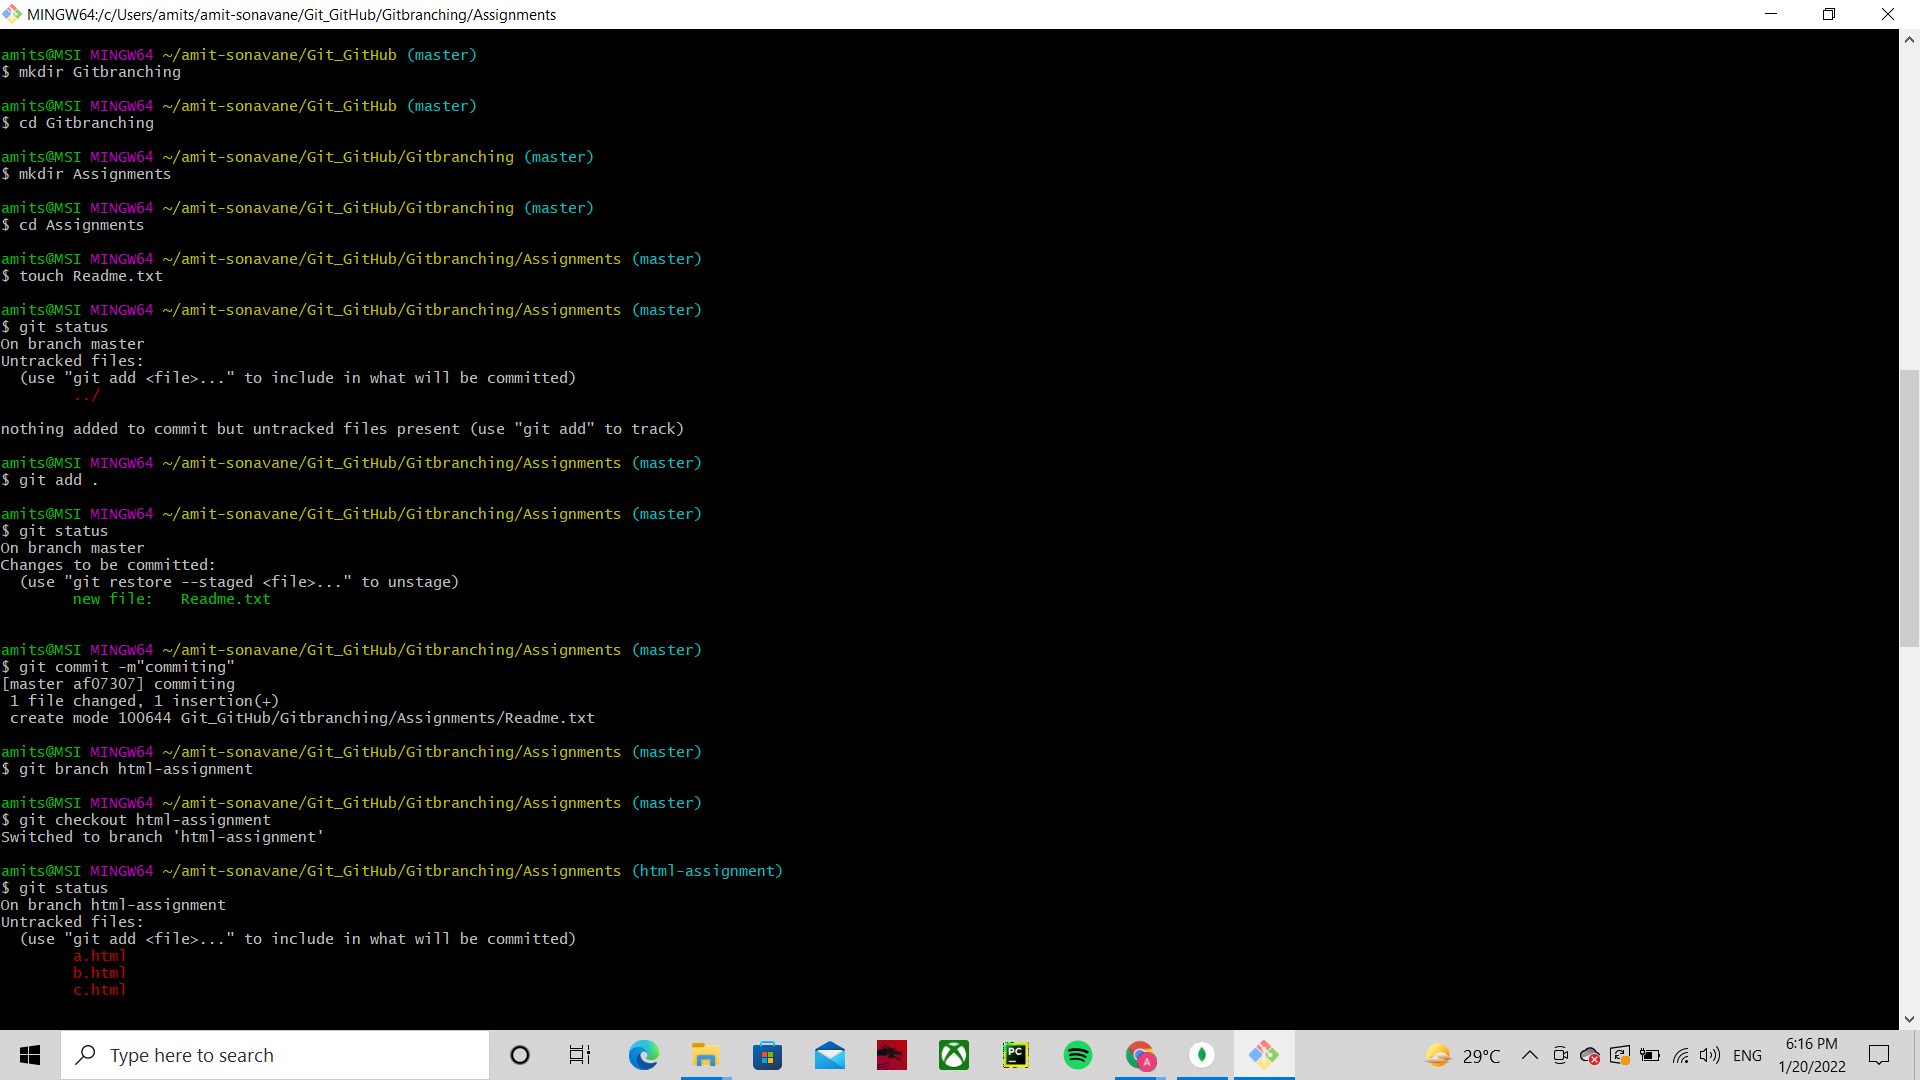 MINGW64:/c/Users/amits/amit-sonavane/Git_GitHub/Gitbranching/Assignments
amits@MSI MINGW64 ~/amit-sonavane/Git_GitHub (master)
$ mkdir Gitbranching
amits@MSI MINGW64 ~/amit-sonavane/Git_GitHub (master)
$ cd Gitbranching
amits@MSI MINGW64 ~/amit-sonavane/Git_GitHub/Gitbranching (master)
$ mkdir Assignments
amits@MSI MINGW64 ~/amit-sonavane/Git_GitHub/Gitbranching (master)
$ cd Assignments
amits@MSI MINGW64 ~/amit-sonavane/Git_GitHub/Gitbranching/Assignments (master)
$ touch Readme.txt
amits@MSI MINGW64 ~/amit-sonavane/Git_GitHub/Gitbranching/Assignments (master)
$ git status
On branch master
Untracked files:
  (use "git add <file>..." to include in what will be committed)
        ../
nothing added to commit but untracked files present (use "git add" to track)
amits@MSI MINGW64 ~/amit-sonavane/Git_GitHub/Gitbranching/Assignments (master)
$ git add .
amits@MSI MINGW64 ~/amit-sonavane/Git_GitHub/Gitbranching/Assignments (master)
$ git status
On branch master
Changes to be committed:
  (use "git restore --staged <file>..." to unstage)
        new file:   Readme.txt
amits@MSI MINGW64 ~/amit-sonavane/Git_GitHub/Gitbranching/Assignments (master)
$ git commit -m"commiting"
[master af07307] commiting
 1 file changed, 1 insertion(+)
 create mode 100644 Git_GitHub/Gitbranching/Assignments/Readme.txt
amits@MSI MINGW64 ~/amit-sonavane/Git_GitHub/Gitbranching/Assignments (master)
$ git branch html-assignment
amits@MSI MINGW64 ~/amit-sonavane/Git_GitHub/Gitbranching/Assignments (master)
$ git checkout html-assignment
Switched to branch 'html-assignment'
amits@MSI MINGW64 ~/amit-sonavane/Git_GitHub/Gitbranching/Assignments (html-assignment)
$ git status
On branch html-assignment
Untracked files:
  (use "git add <file>..." to include in what will be committed)
        a.html
        b.html
        c.html
Type here to search
PC
A
29°C
ENG
6:16 PM
1/20/2022